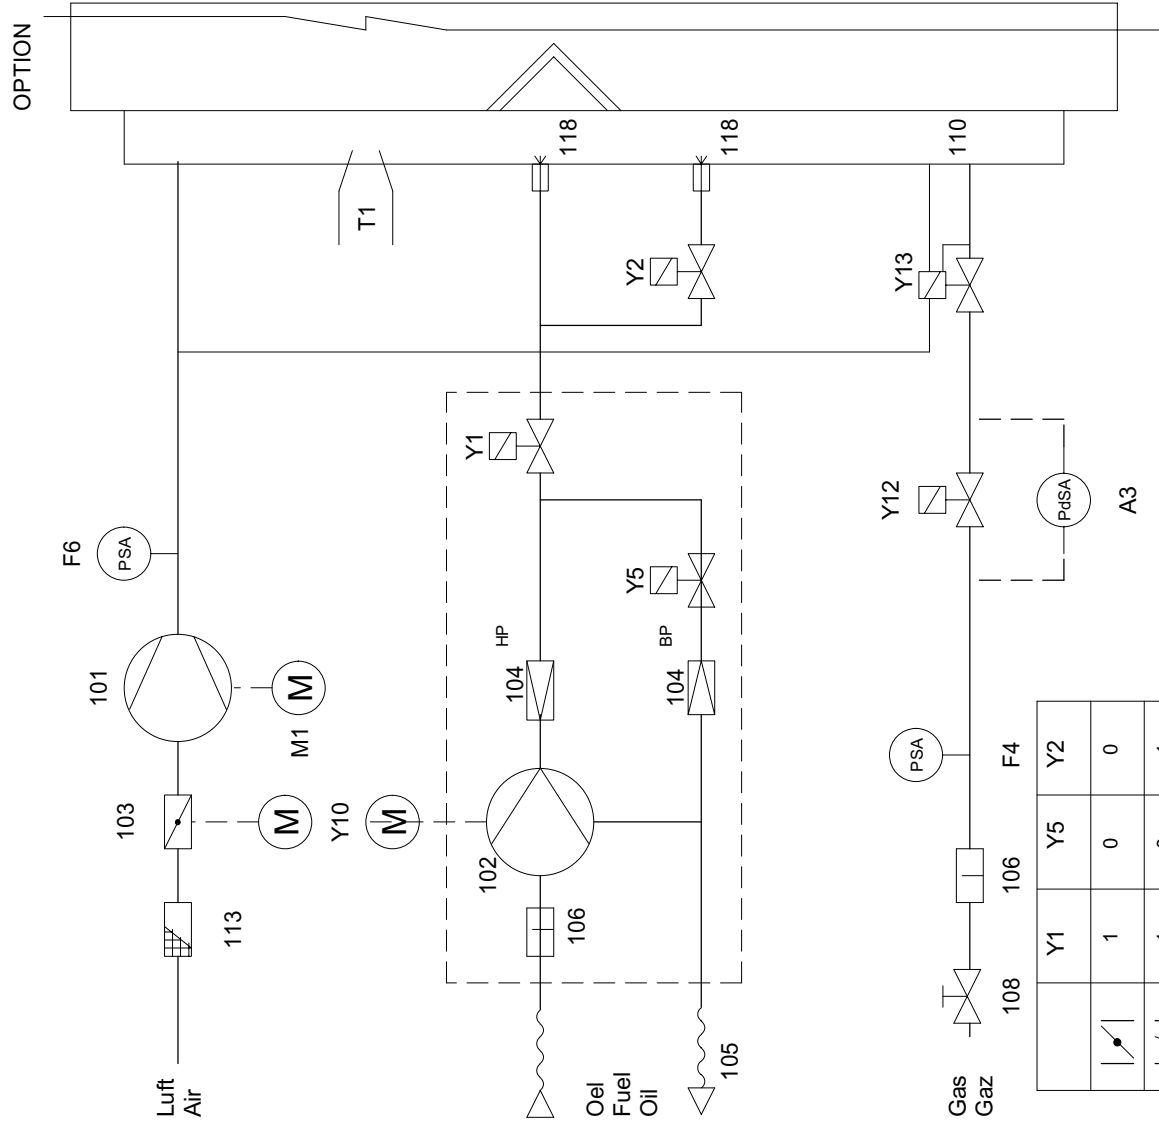 OPTION
T1
118
118
110
Y2
Y13
Y1
Y12
PdSA
A3
F6
PSA
Y5
HP
BP
101
M
M1
104
104
PSA
F4
103
M
Y10
M
102
106
106
113
108
105
Luft
Air
Oel
Fuel
Oil
Gas
Gaz
Y1
Y5
Y2
1
0
0